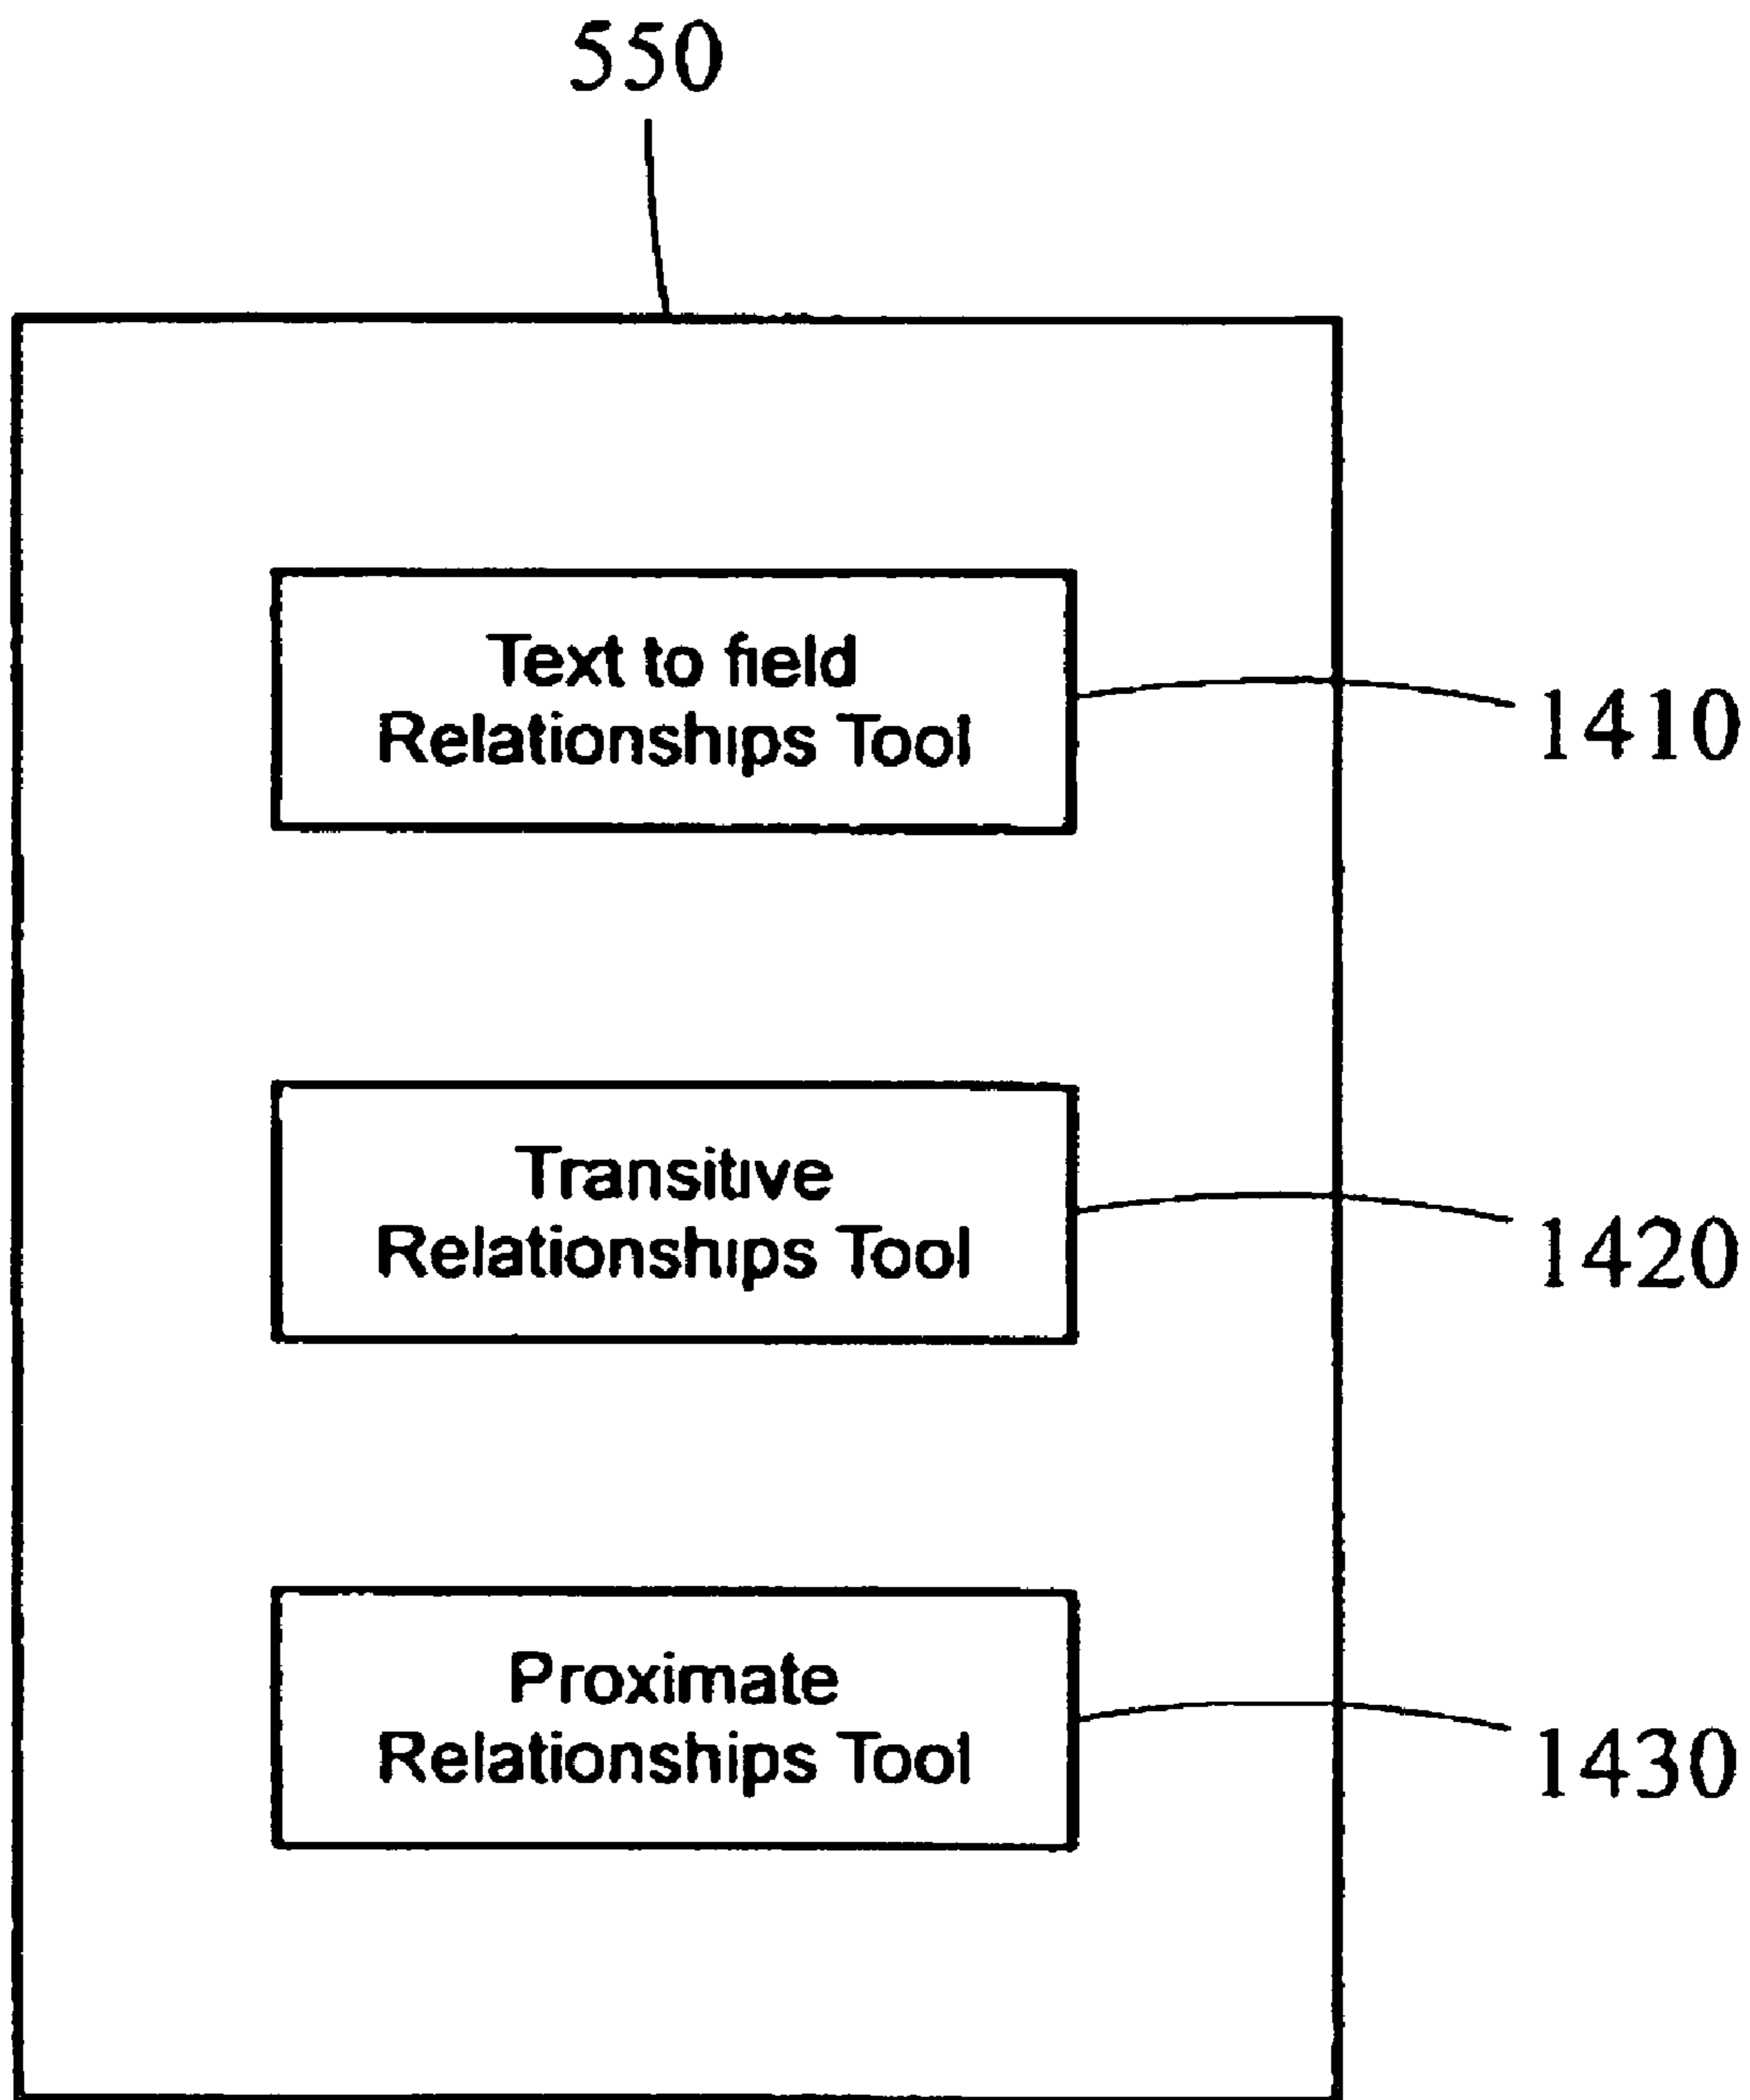 550
Text to field
Relationships Tool
1410
Transitive
Relationships Tool
1420
Proximate
Relationships Tool
1430